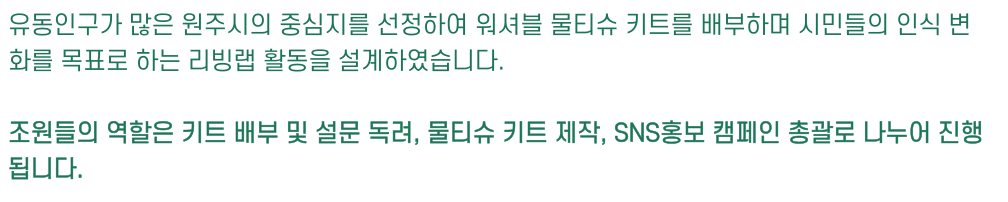 유동인구가 많은 원주시의 중심지를 선정하여 워셔블 물티슈 키트를 배부하며 시민들의 인식 변
화를 목표로 하는 리빙랩 활동을 설계하였습니다.
조원들의 역할은 키트 배부 및 설문 독려, 물티슈 키트 제작, SNS홍보 캠페인 총괄로 나누어 진행
됩니다.